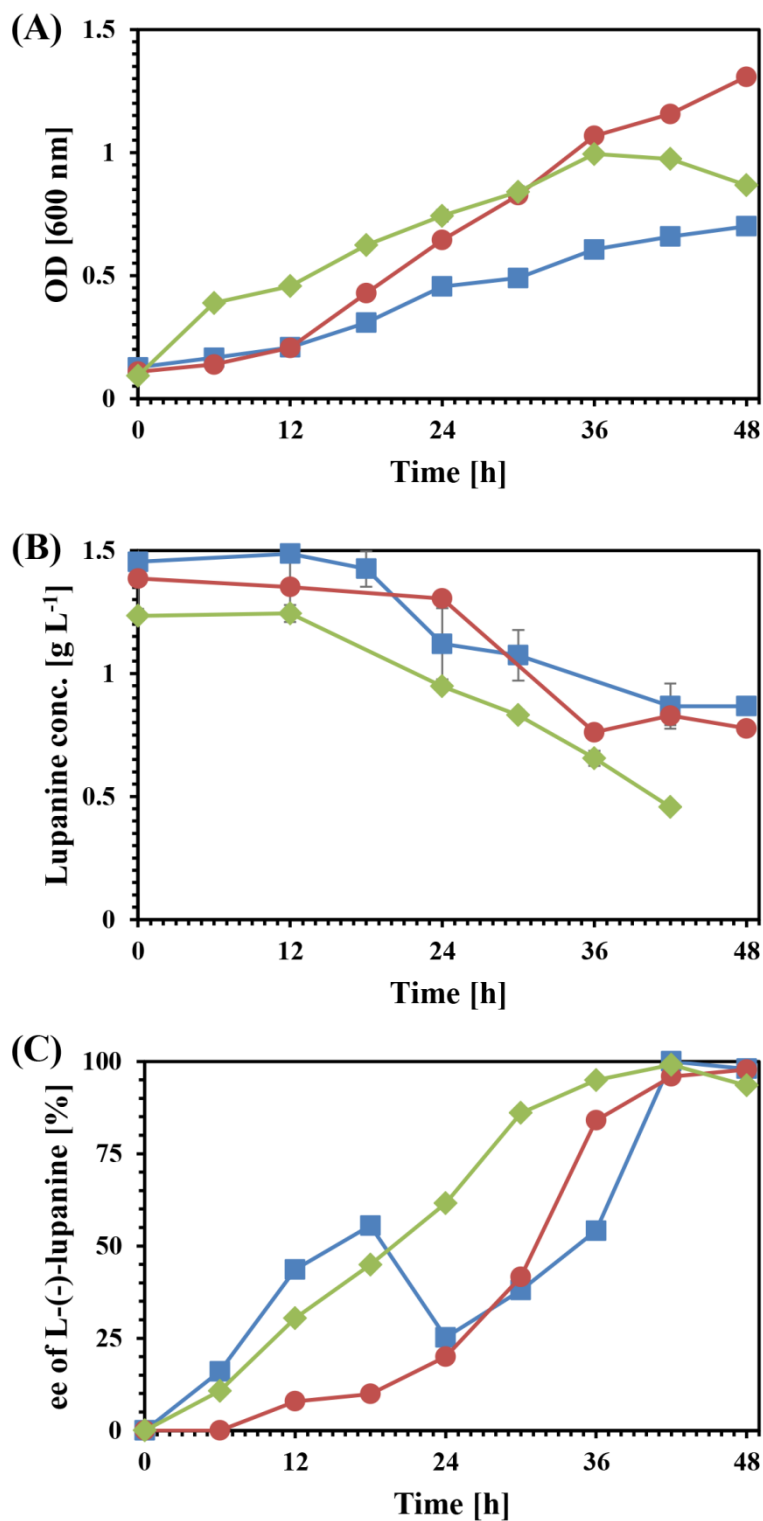 (A)
1.5
1
0.5
0
OD [600 nm]
0 12 24 36 48
Time [h]
(B)
1.5
1
0.5
0
Lupanine conc. [g L-1]
0 12 24 36 48
Time [h]
(C)
100
75
50
25
0
ee of L-(-)-lupanine [%]
0 12 24 36 48
Time [h]